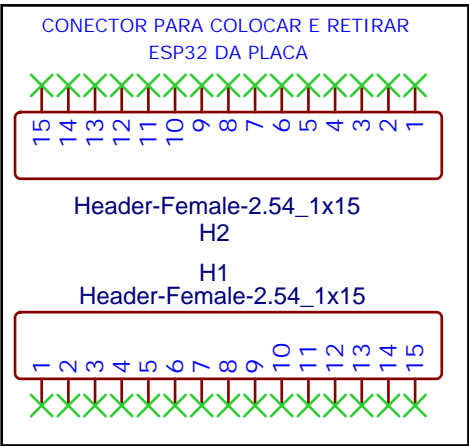 CONECTOR PARA COLOCAR E RETIRAR
ESP32 DA PLACA
15 14 13 12 11 10 9 8 7 6 5 4 3 2 1
Header-Female-2.54_1x15
H2
H1
Header-Female-2.54_1x15
1 2 3 4 5 6 7 8 9 10 11 12 13 14 15